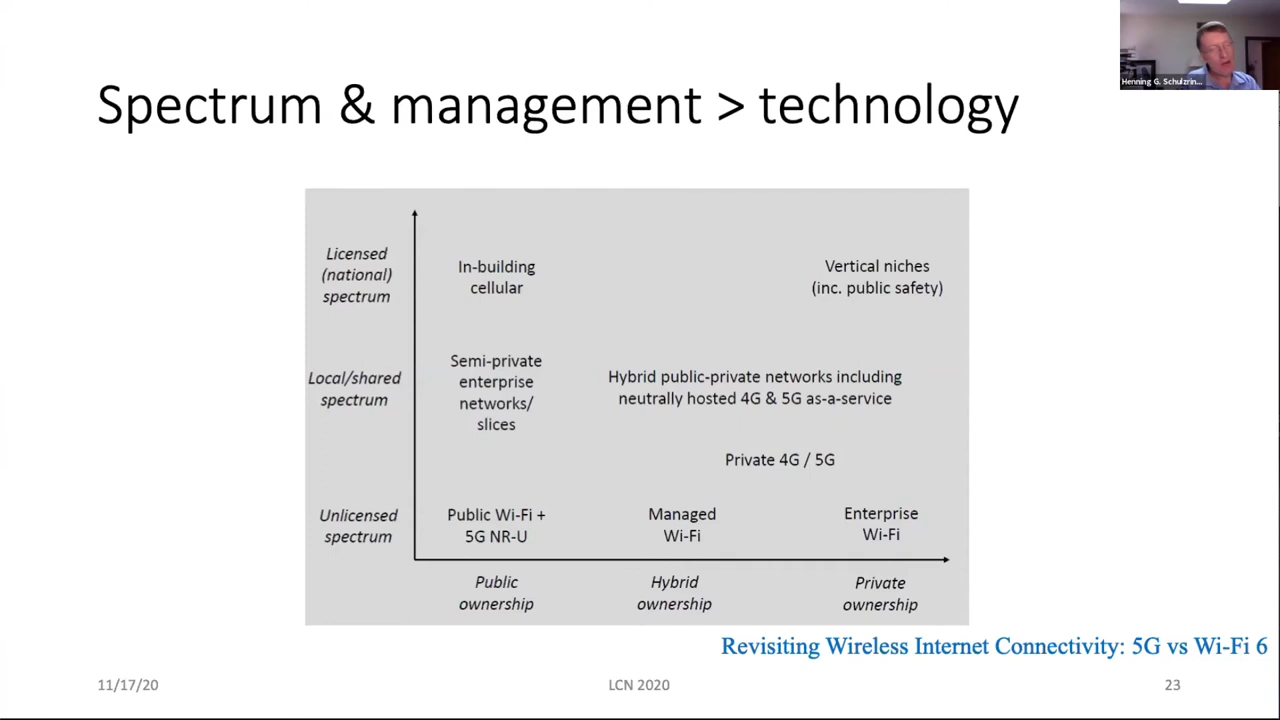 Henning G. Schulzrin...
Spectrum & management > technology
Licensed
(national)
spectrum
In-building
cellular
Vertical niches
(inc. public safety)
Local/shared
spectrum
Semi-private
enterprise
networks/
slices
Hybrid public-private networks including
neutrally hosted 4G & 5G as-a-service
Private 4G / 5G
Unlicensed
spectrum
Public Wi-Fi +
5G NR-U
Managed
Wi-Fi
Enterprise
Wi-Fi
Public
ownership
Hybrid
ownership
Private
ownership
Revisiting Wireless Internet Connectivity: 5G vs Wi-Fi 6
11/17/20
LCN 2020
23